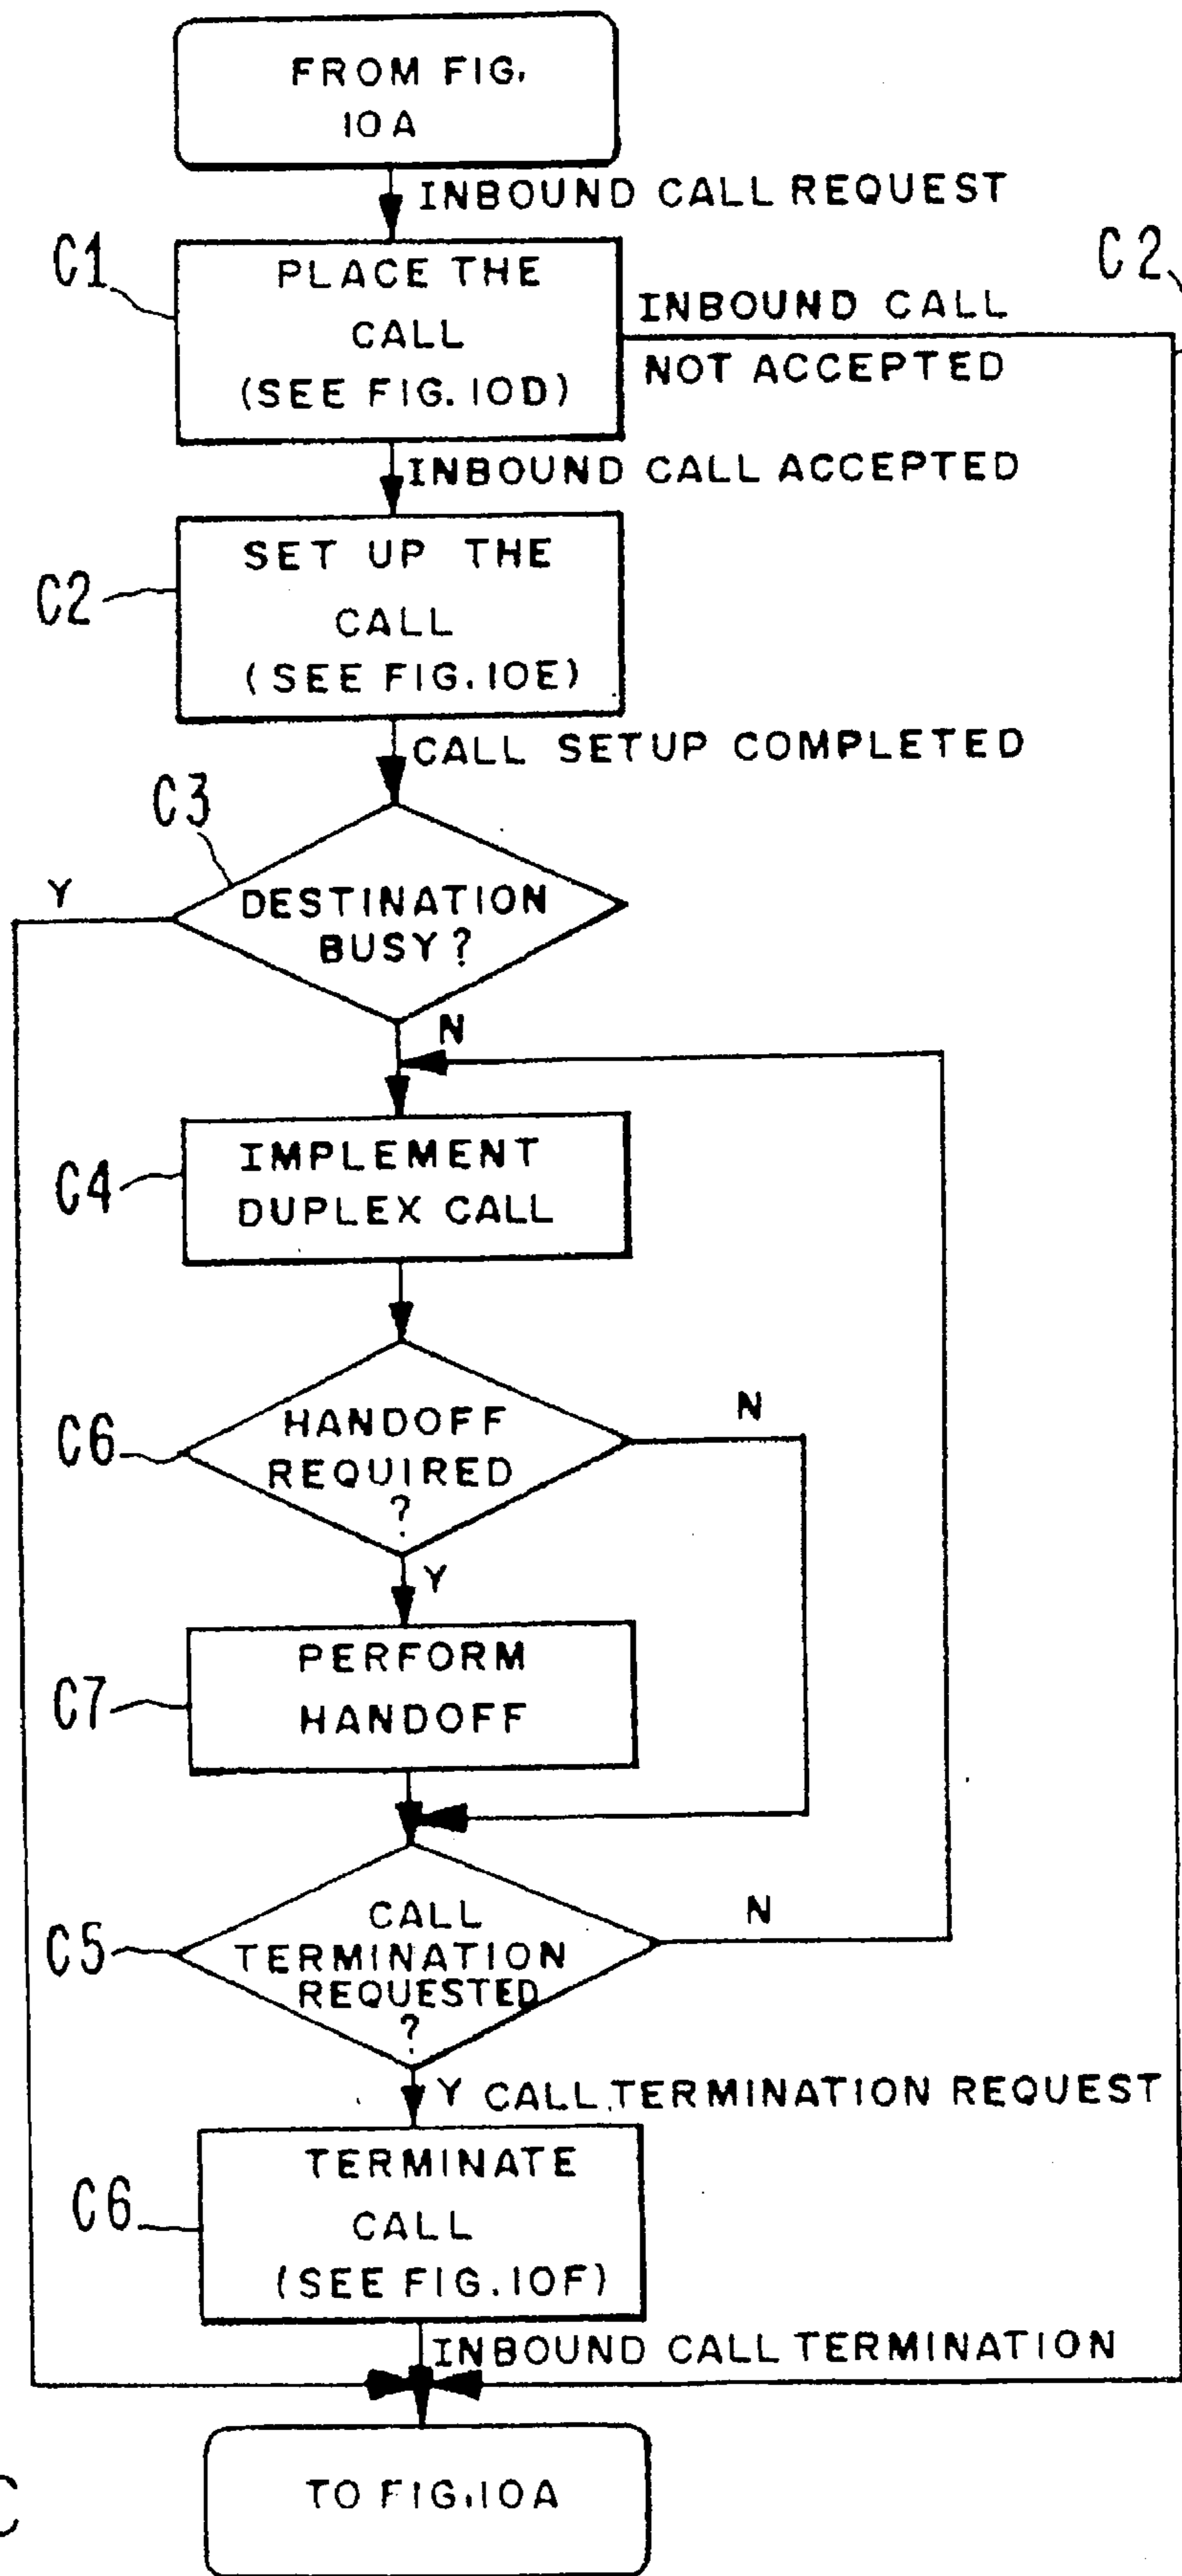 FROM FIG.
10A
INBOUND CALL REQUEST
C1
PLACE THE
CALL
(SEE FIG.10D)
INBOUND CALL
NOT ACCEPTED
C2
INBOUND CALL ACCEPTED
C2
SET UP THE
CALL
(SEE FIG.10E)
CALL SETUP COMPLETED
C3
Y
DESTINATION
BUSY?
N
C4
IMPLEMENT
DUPLEX CALL
C6
HANDOFF
REQUIRED
?
N
Y
C7
PERFORM
HANDOFF
C5
CALL
TERMINATION
REQUESTED
?
N
Y CALL TERMINATION REQUEST
C6
TERMINATE
CALL
(SEE FIG.10F)
INBOUND CALL TERMINATION
TO FIG.10A
C